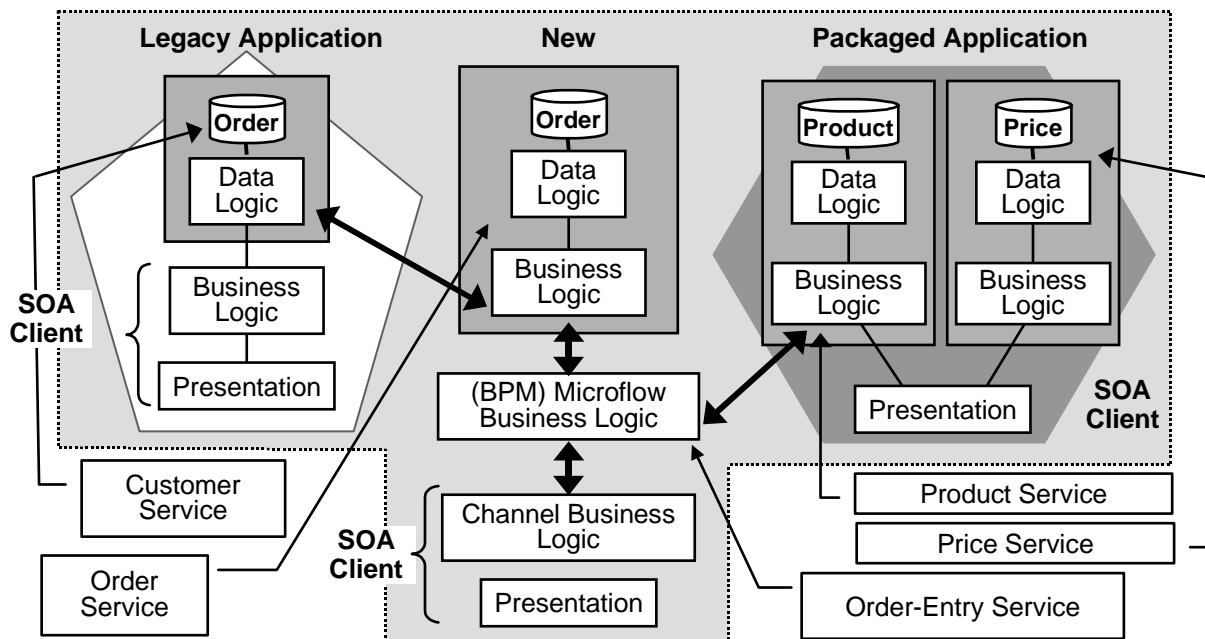 Legacy Application
Order
Data
Logic
Business
Logic
Presentation
SOA
Client
New
Order
Data
Logic
Business
Logic
(BPM) Microflow
Business Logic
Channel Business
Logic
Presentation
SOA
Client
Packaged Application
Product
Data
Logic
Business
Logic
Price
Data
Logic
Business
Logic
Presentation
SOA
Client
Customer
Service
Order
Service
Product Service
Price Service
Order-Entry Service